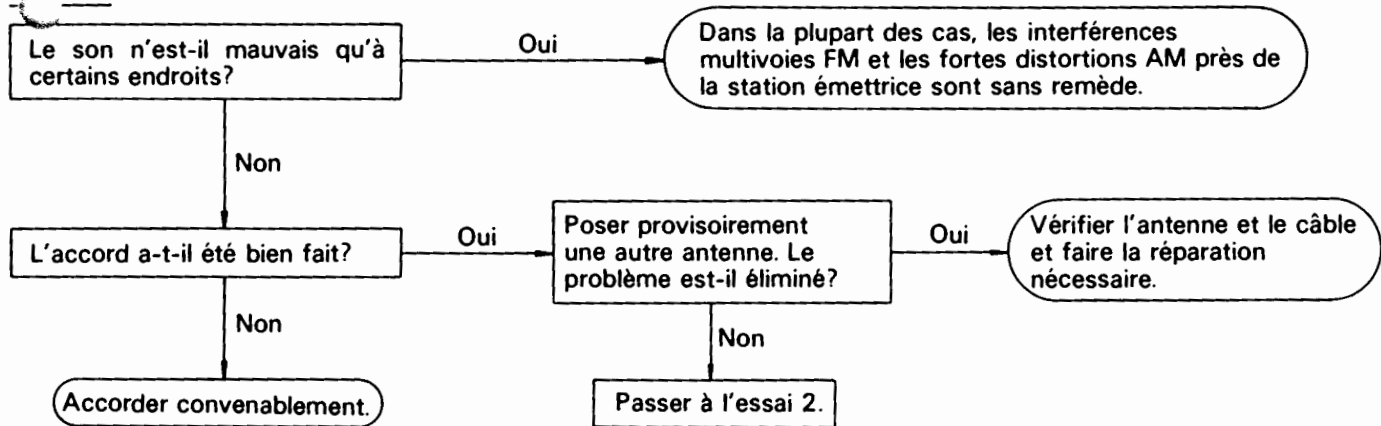 Le son n'est-il mauvais qu'à
certains endroits?
Oui
Dans la plupart des cas, les interférences
multivoies FM et les fortes distortions AM près de
la station émettrice sont sans remède.
Non
L'accord a-t-il été bien fait?
Oui
Poser provisoirement
une autre antenne. Le
problème est-il éliminé?
Oui
Vérifier l'antenne et le câble
et faire la réparation
nécessaire.
Non
Non
Accorder convenablement.
Passer à l'essai 2.